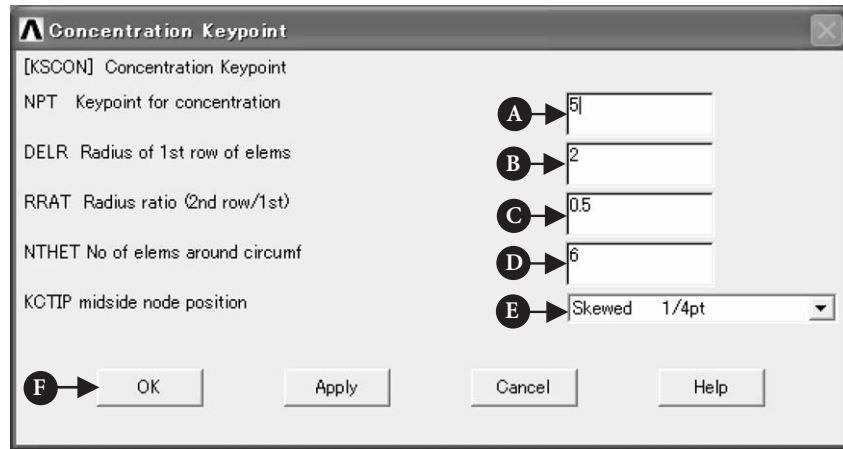 Concentration Keypoint
[KSCON] Concentration Keypoint
NPT Keypoint for concentration
A
5
DELR Radius of 1st row of elems
B
2
RRAT Radius ratio (2nd row/1st)
C
0.5
NTHET No of elems around circumf
D
6
KCTIP midside node position
E
Skewed 1/4pt
F
OK Apply Cancel Help